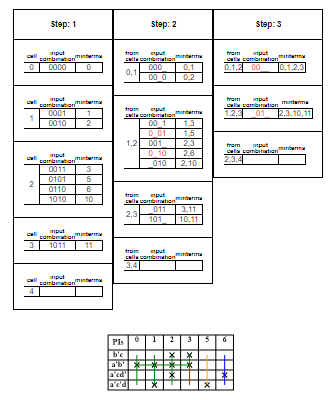 Step: 1
cell input combination minterms
0 0000 0
cell input combination minterms
1 0001 1
0010 2
cell input combination minterms
2 0011 3
0101 5
0110 6
1010 10
cell input combination minterms
3 1011 11
cell input combination minterms
4
Step: 2
from cells input combination minterms
0,1 000_ 0,1
00_0 0,2
from cells input combination minterms
1,2 00_1 1,3
0_01 1,5
001_ 2,3
0_10 2,6
_010 2,10
from cells input combination minterms
2,3 _011 3,11
101_ 10,11
from cells input combination minterms
3,4
Step: 3
from cells input combination minterms
0,1,2 00__ 0,1,2,3
from cells input combination minterms
1,2,3 _01_ 2,3,10,11
from cells input combination minterms
2,3,4
PIs 0 1 2 3 5 6
b'c X X
a'b' X X X X
a'cd' X X
a'c'd X X